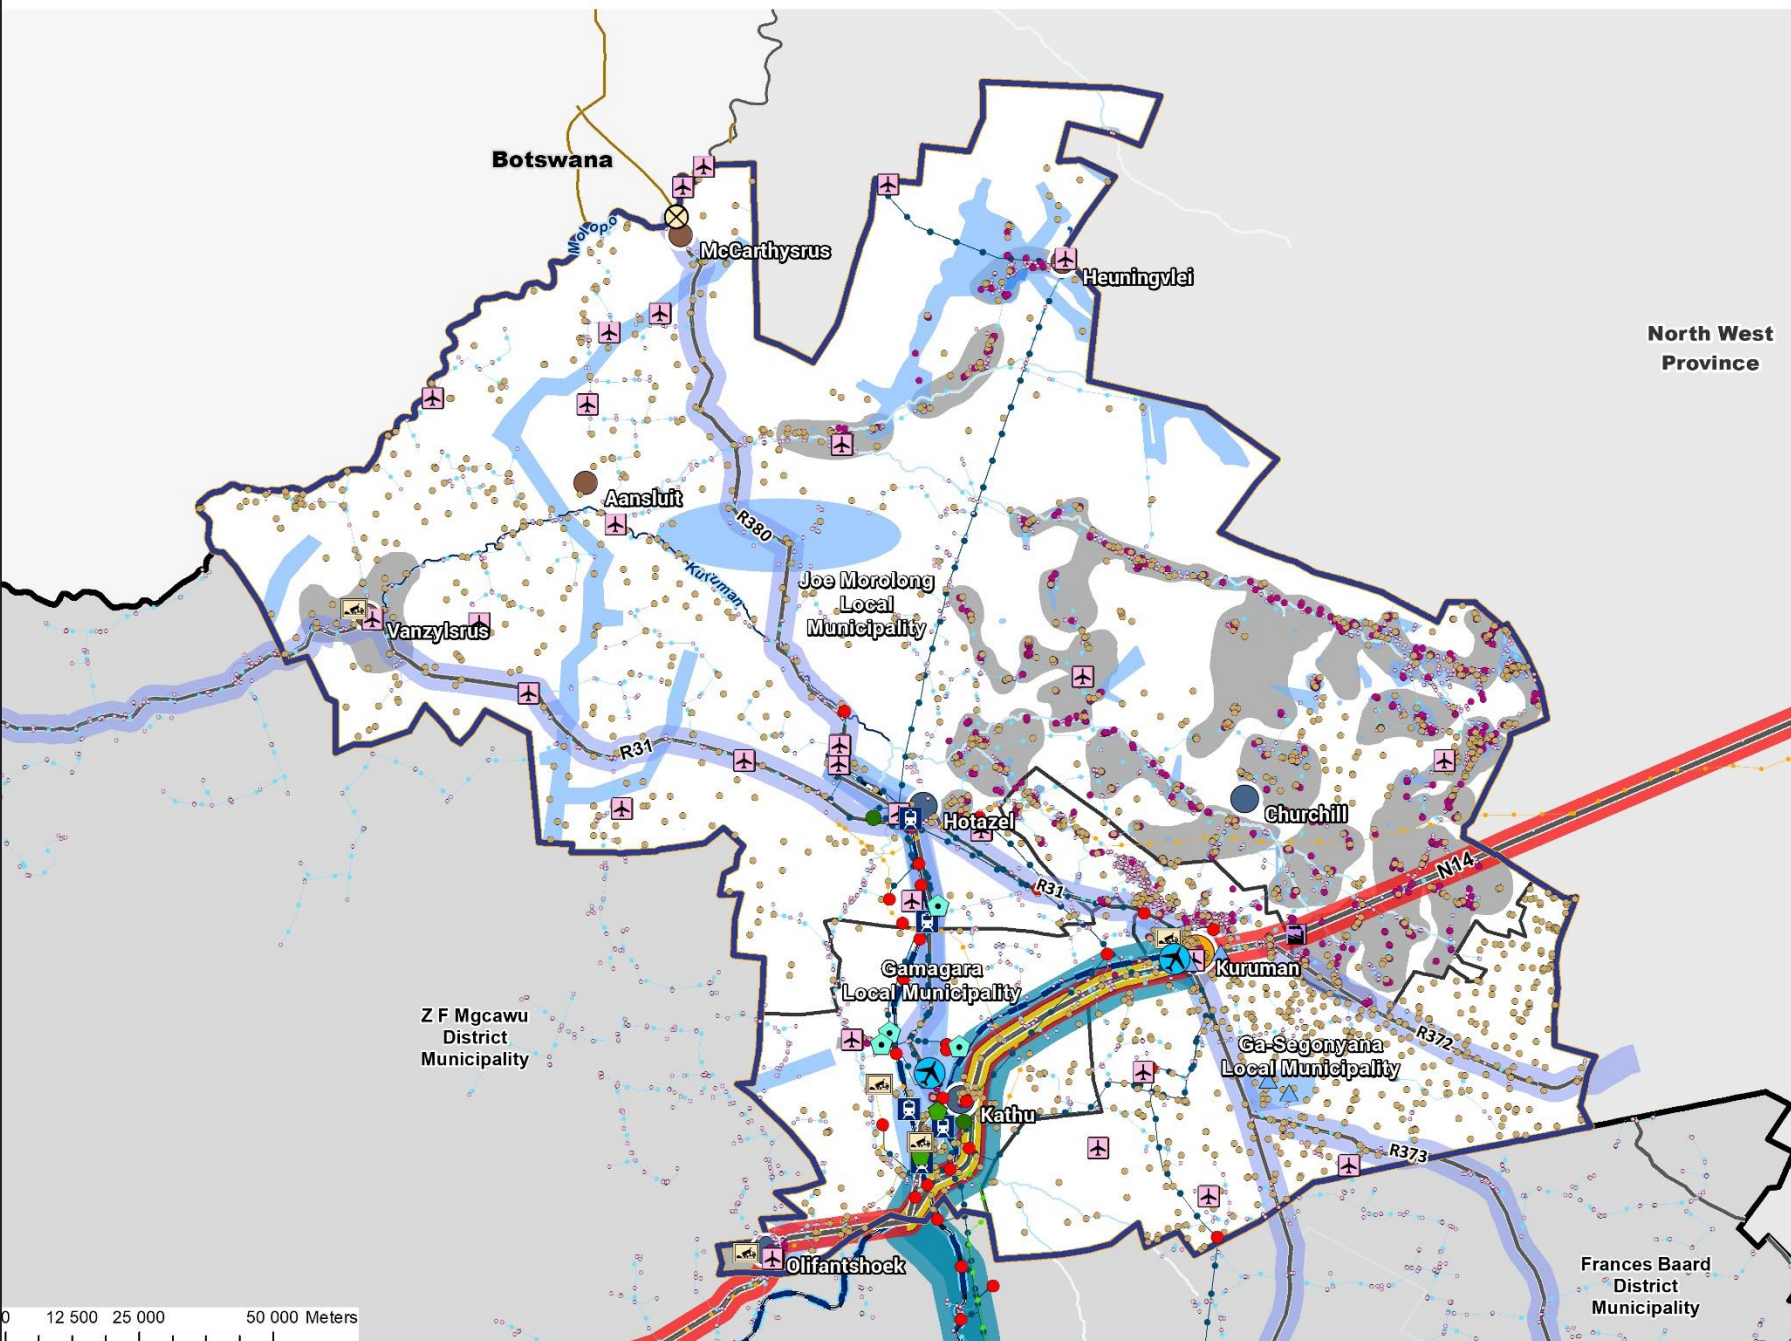 Botswana
Molopo
McCarthysrus
Heuningvlei
North West
Province
Aansluit
R380
Kuruman
Joe Morolong
Local
Municipality
Vanzylsrus
R31
Hotazel
Churchill
N14
R31
Gamagara
Local Municipality
Kuruman
Z F Mgcawu
District
Municipality
R372
Ga-Segonyana
Local Municipality
Kathu
R373
Olifantshoek
Frances Baard
District
Municipality
0 12 500 25 000 50 000 Meters